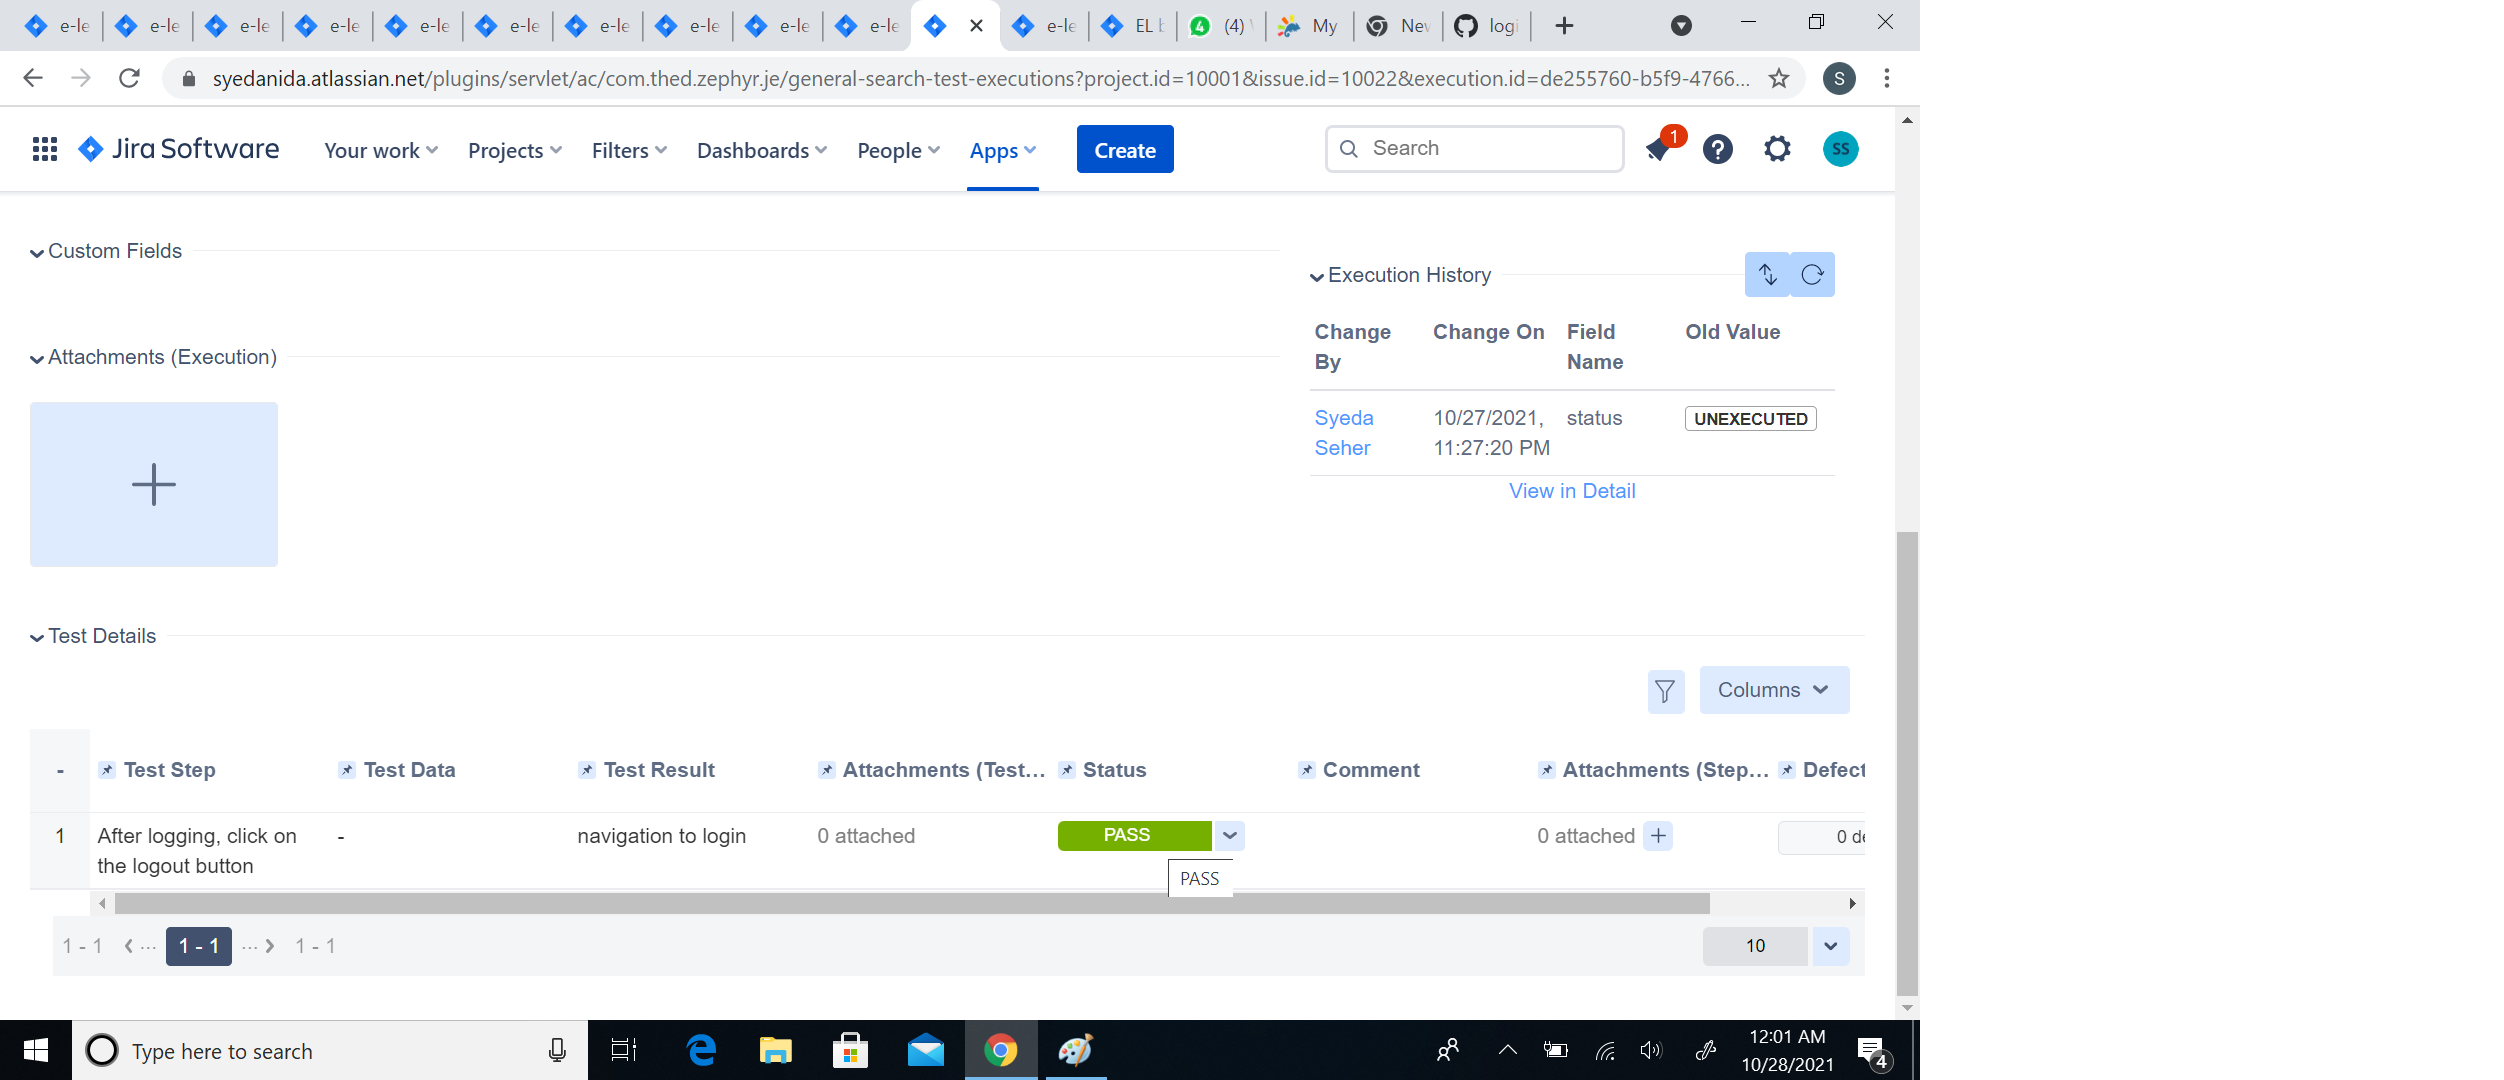 e-le e-le e-le e-le e-le e-le e-le e-le e-le e-le e-le EL (4) My Nev logi
syedanida.atlassian.net/plugins/servlet/ac/com.thed.zephyr.je/general-search-test-executions?project.id=10001&issue.id=10022&execution.id=de255760-b5f9-4766... S
Jira Software Your work Projects Filters Dashboards People Apps Create Search 1 SS
Custom Fields
Execution History
Change By Change On Field Name Old Value
Attachments (Execution)
Syeda Seher 10/27/2021, 11:27:20 PM status UNEXECUTED
View in Detail
Test Details
Columns
- Test Step Test Data Test Result Attachments (Test... Status Comment Attachments (Step... Defect
1 After logging, click on the logout button - navigation to login 0 attached PASS 0 attached 0 de
PASS
1 - 1 ... 1 - 1 ... 1 - 1 10
Type here to search 12:01 AM
10/28/2021 4